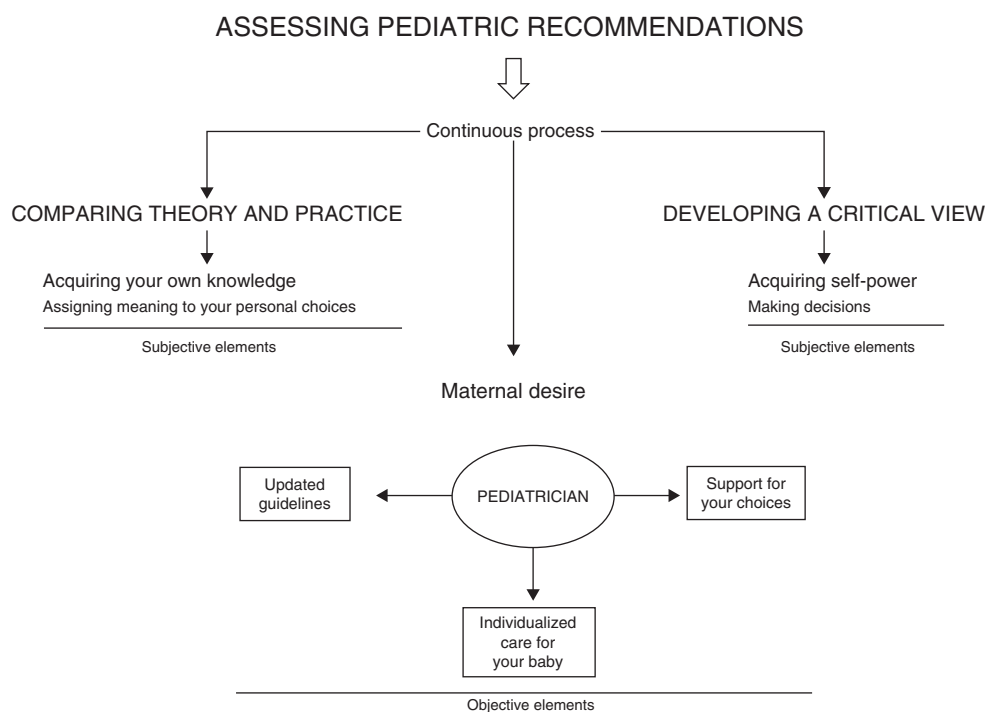 ASSESSING PEDIATRIC RECOMMENDATIONS
Continuous process
COMPARING THEORY AND PRACTICE
Acquiring your own knowledge
Assigning meaning to your personal choices
Subjective elements
DEVELOPING A CRITICAL VIEW
Acquiring self-power
Making decisions
Subjective elements
Maternal desire
Updated
guidelines
PEDIATRICIAN
Support for
your choices
Individualized
care for
your baby
Objective elements